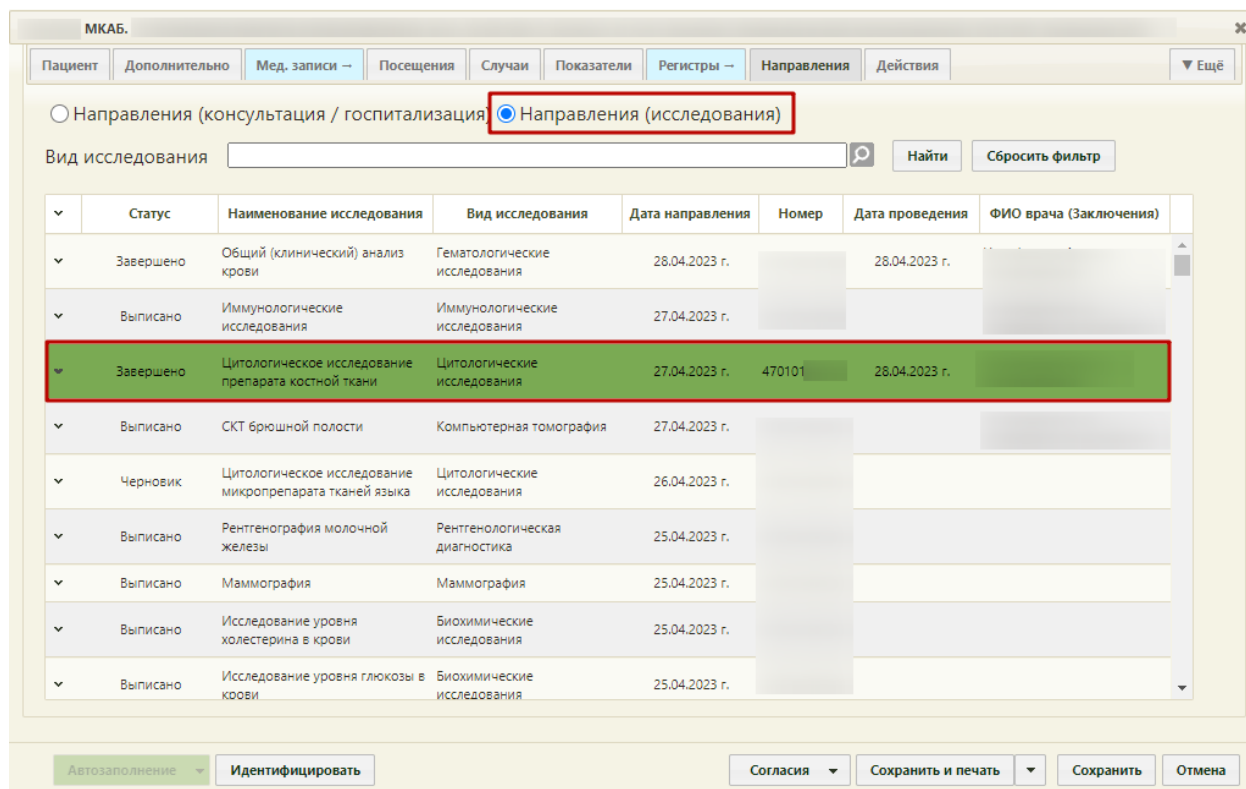 МКАБ.
Пациент Дополнительно Мед. записи → Посещения Случаи Показатели Регистры → Направления Действия ▼ Ещё
Направления (консультация / госпитализация) Направления (исследования)
Вид исследования Найти Сбросить фильтр
Статус Наименование исследования Вид исследования Дата направления Номер Дата проведения ФИО врача (Заключения)
Общий (клинический) анализ Гематологические
Завершено 28.04.2023 г. 28.04.2023 г.
крови исследования
Иммунологические Иммунологические
Выписано 27.04.2023 г.
исследования исследования
Цитологическое исследование Цитологические
Завершено 27.04.2023 г. 470101 28.04.2023 г.
препарата костной ткани исследования
Выписано СКТ брюшной полости Компьютерная томография 27.04.2023 г.
Цитологическое исследование Цитологические
Черновик 26.04.2023 г.
микропрепарата тканей языка исследования
Рентгенография молочной Рентгенологическая
Выписано 25.04.2023 г.
железы диагностика
Выписано Маммография Маммография 25.04.2023 г.
Исследование уровня Биохимические
Выписано 25.04.2023 г.
холестерина в крови исследования
Исследование уровня глюкозы в Биохимические
Выписано 25.04.2023 г.
крови исследования
Автозаполнение Идентифицировать Согласия Сохранить и печать Сохранить Отмена